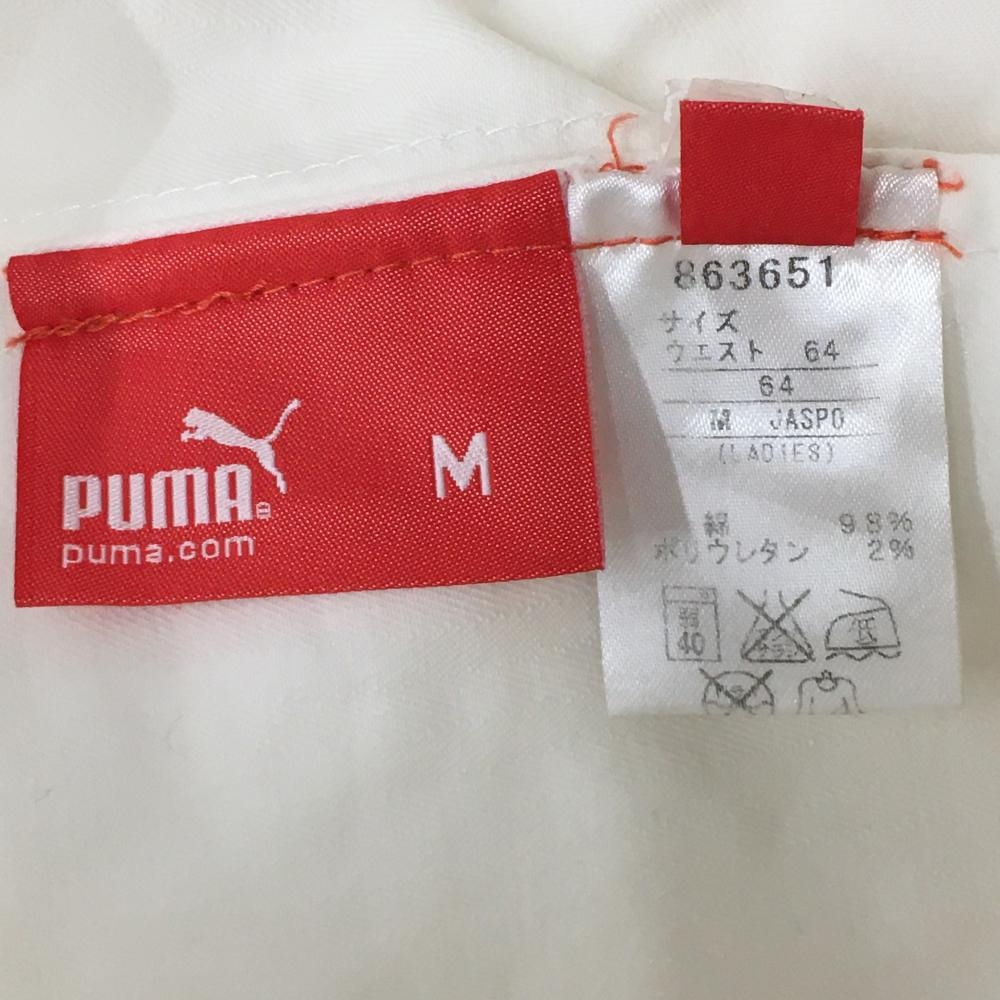 PUMA
puma.com
M
863651
サイズ
ウエスト 64
64
M JASPO
(LADIES)
綿 98%
ポリウレタン 2%
40
低